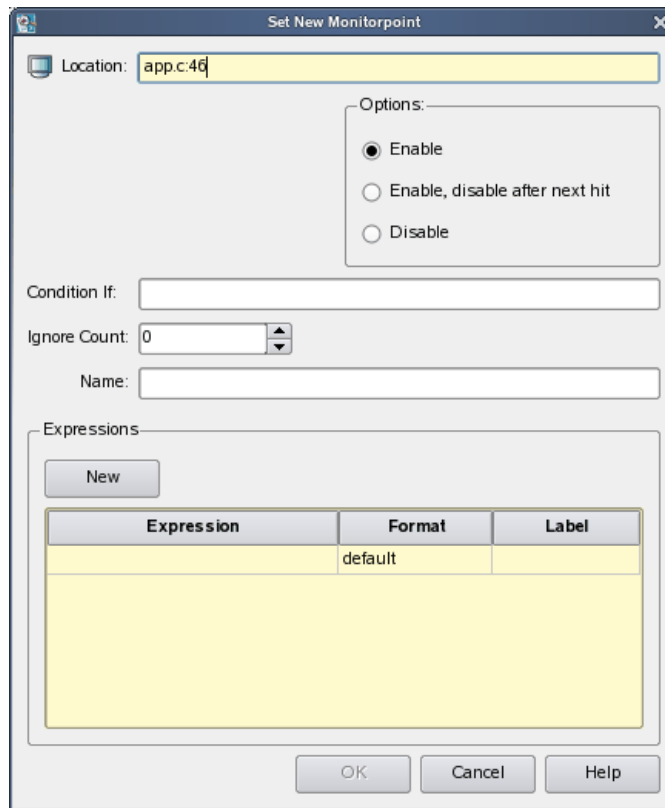 Set New Monitorpoint
Location: app.c:46
Options:
Enable
Enable, disable after next hit
Disable
Condition If:
Ignore Count: 0
Name:
Expressions
New
Expression Format Label
default
OK Cancel Help